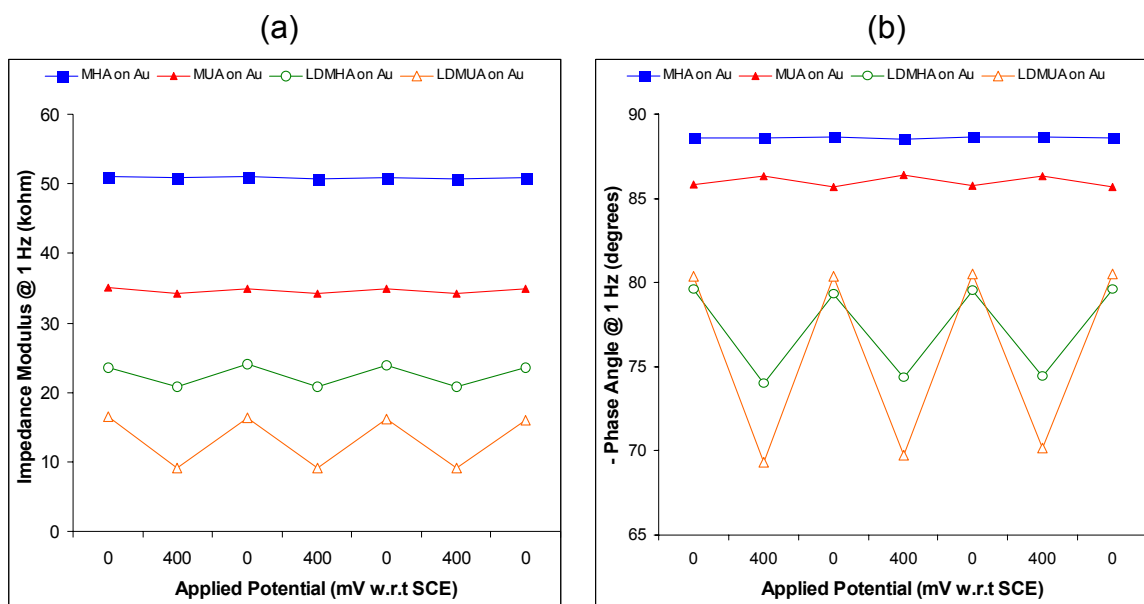 (a)
MHA on Au MUA on Au LDMHA on Au LDMUA on Au
Impedance Modulus @ 1 Hz (kohm)
60
50
40
30
20
10
0
0 400 0 400 0 400 0
Applied Potential (mV w.r.t SCE)
(b)
MHA on Au MUA on Au LDMHA on Au LDMUA on Au
- Phase Angle @ 1 Hz (degrees)
90
85
80
75
70
65
0 400 0 400 0 400 0
Applied Potential (mV w.r.t SCE)